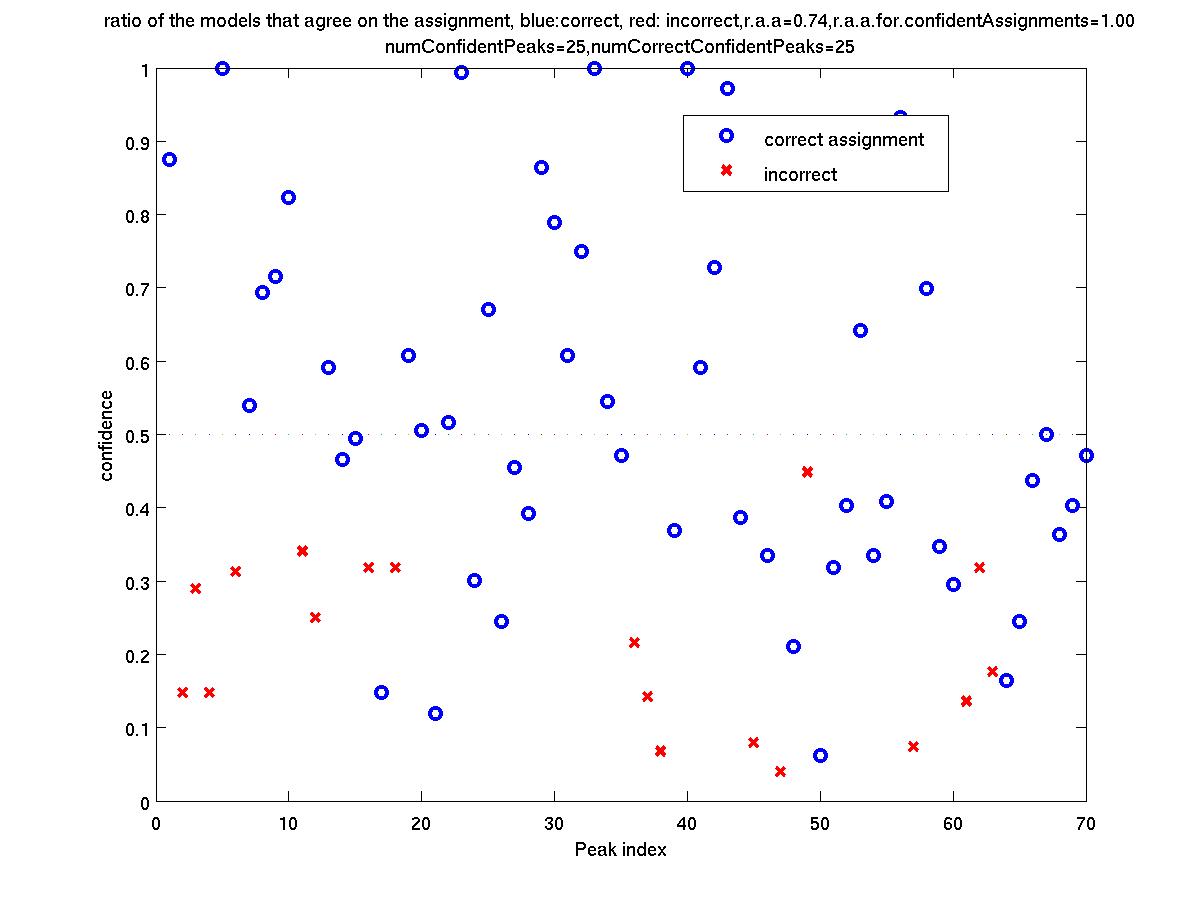 ratio of the models that agree on the assignment, blue:correct, red: incorrect,r.a.a=0.74,r.a.a.for.confidentAssignments=1.00
numConfidentPeaks=25,numCorrectConfidentPeaks=25
1
0.9
0.8
0.7
0.6
0.5
0.4
0.3
0.2
0.1
0
confidence
correct assignment
incorrect
0 10 20 30 40 50 60 70
Peak index